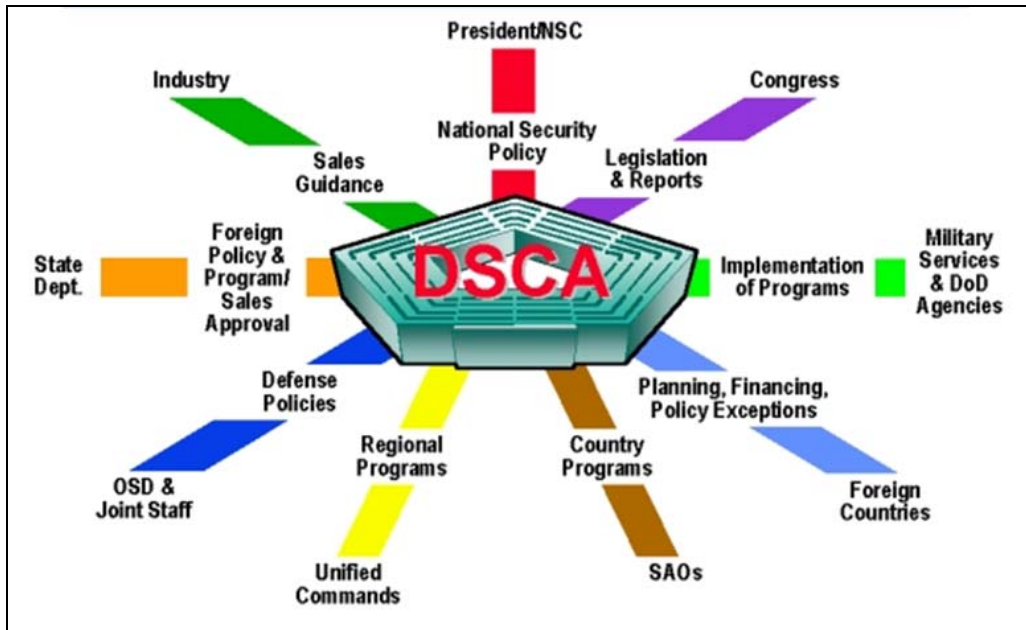 President/NSC
Industry
Congress
National Security
Policy
Sales
Guidance
Legislation
& Reports
State
Dept.
Foreign
Policy &
Program/
Sales
Approval
DSCA
Implementation
of Programs
Military
Services
& DoD
Agencies
Defense
Policies
Planning, Financing,
Policy Exceptions
Regional
Programs
Country
Programs
OSD &
Joint Staff
Foreign
Countries
Unified
Commands
SAOs